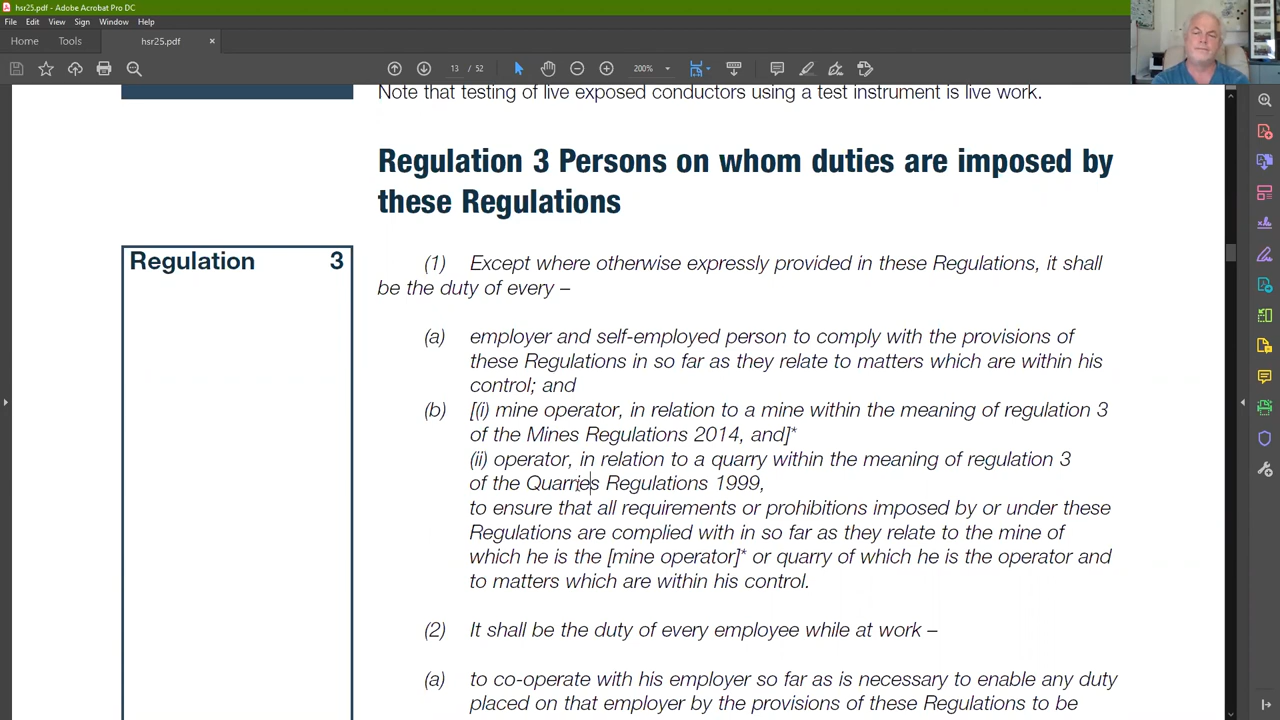 hsr25.pdf - Adobe Acrobat Pro DC
File Edit View Sign Window Help
Home Tools hsr25.pdf ×
13 / 52 200%
Note that testing of live exposed conductors using a test instrument is live work.
Regulation 3 Persons on whom duties are imposed by
these Regulations
Regulation 3
(1) Except where otherwise expressly provided in these Regulations, it shall
be the duty of every –
(a) employer and self-employed person to comply with the provisions of
these Regulations in so far as they relate to matters which are within his
control; and
(b) [(i) mine operator, in relation to a mine within the meaning of regulation 3
of the Mines Regulations 2014, and]*
(ii) operator, in relation to a quarry within the meaning of regulation 3
of the Quarries Regulations 1999,
to ensure that all requirements or prohibitions imposed by or under these
Regulations are complied with in so far as they relate to the mine of
which he is the [mine operator]* or quarry of which he is the operator and
to matters which are within his control.
(2) It shall be the duty of every employee while at work –
(a) to co-operate with his employer so far as is necessary to enable any duty
placed on that employer by the provisions of these Regulations to be